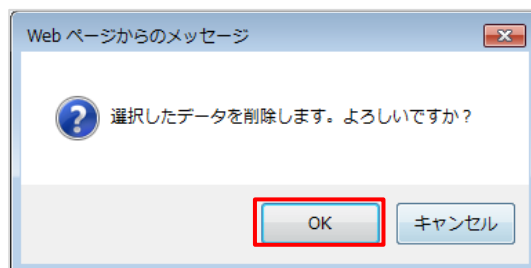 Web ページからのメッセージ
選択したデータを削除します。よろしいですか？
OK
キャンセル